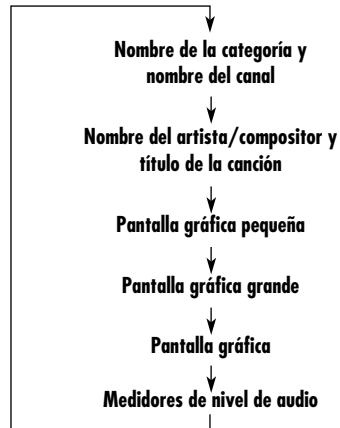 Nombre de la categoría y
nombre del canal
Nombre del artista/compositor y
título de la canción
Pantalla gráfica pequeña
Pantalla gráfica grande
Pantalla gráfica
Medidores de nivel de audio